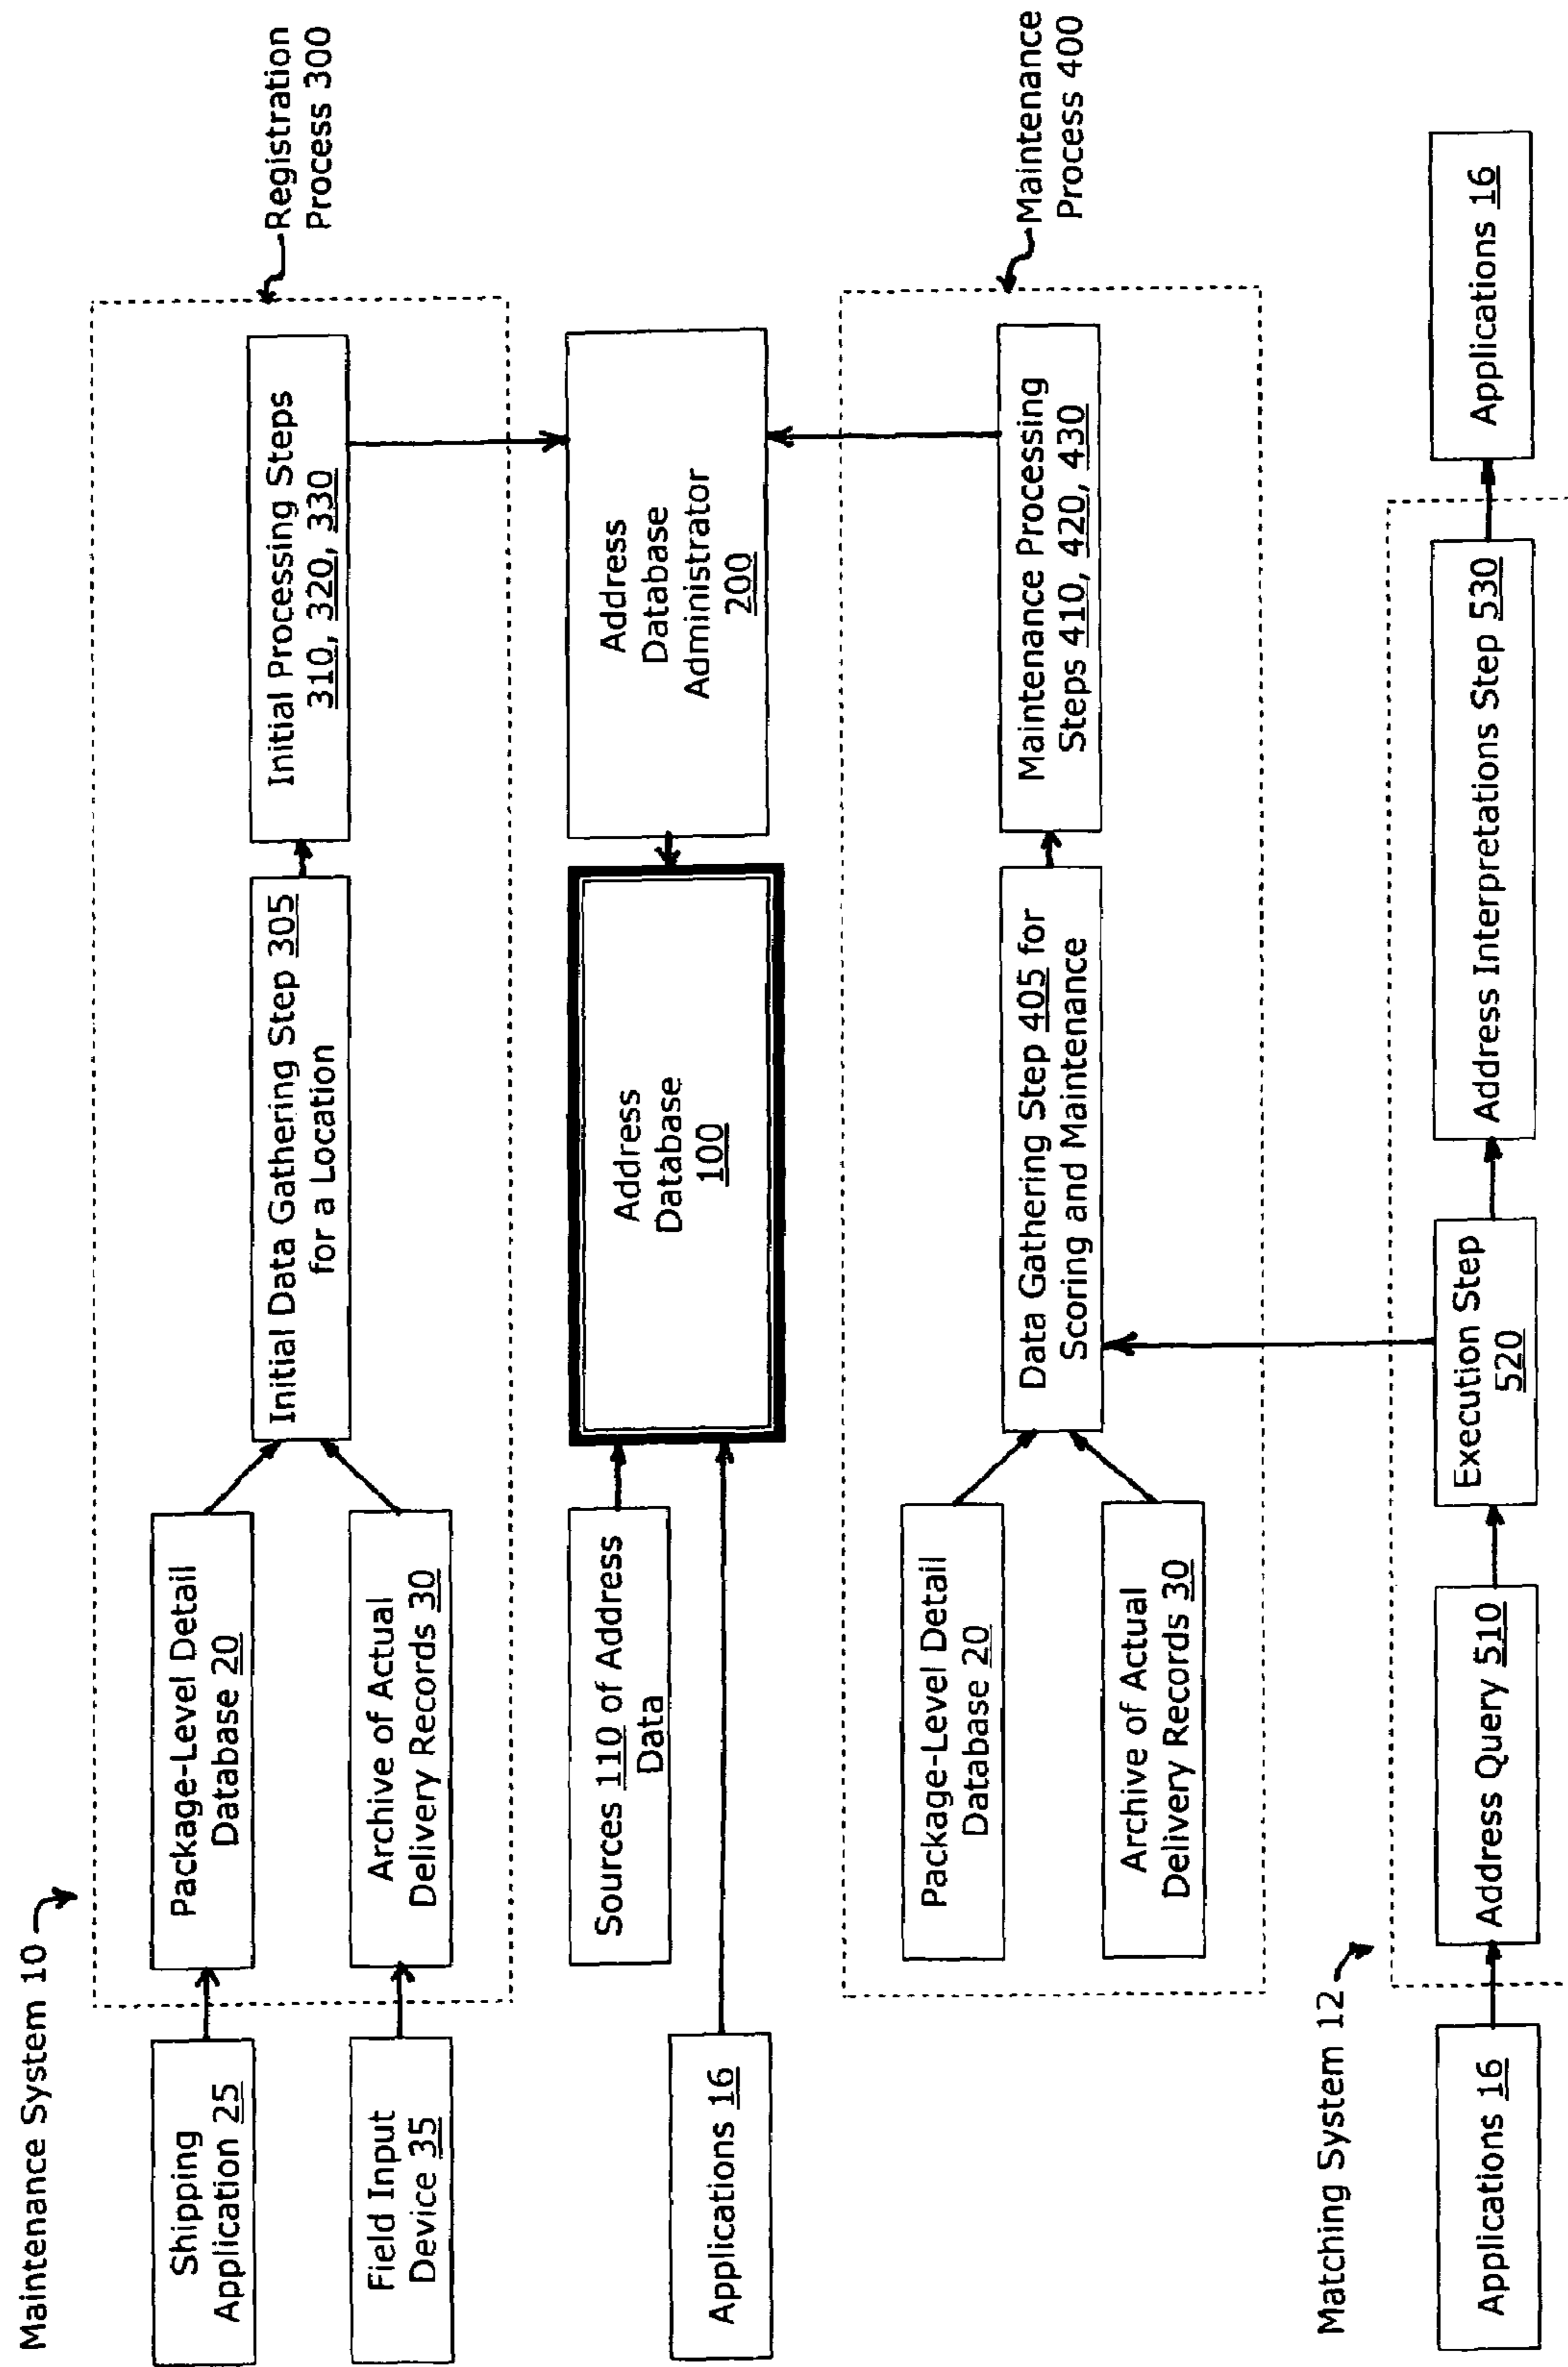 Maintenance System 10
Shipping
Application 25
Package-Level Detail
Database 20
Initial Data Gathering Step 305
for a Location
Initial Processing Steps
310, 320, 330
Registration
Process 300
Field Input
Device 35
Archive of Actual
Delivery Records 30
Sources 110 of Address
Data
Address
Database
100
Address
Database
Administrator
200
Applications 16
Package-Level Detail
Database 20
Data Gathering Step 405 for
Scoring and Maintenance
Maintenance Processing
Steps 410, 420, 430
Maintenance
Process 400
Archive of Actual
Delivery Records 30
Matching System 12
Applications 16
Address Query 510
Execution Step
520
Address Interpretations Step 530
Applications 16